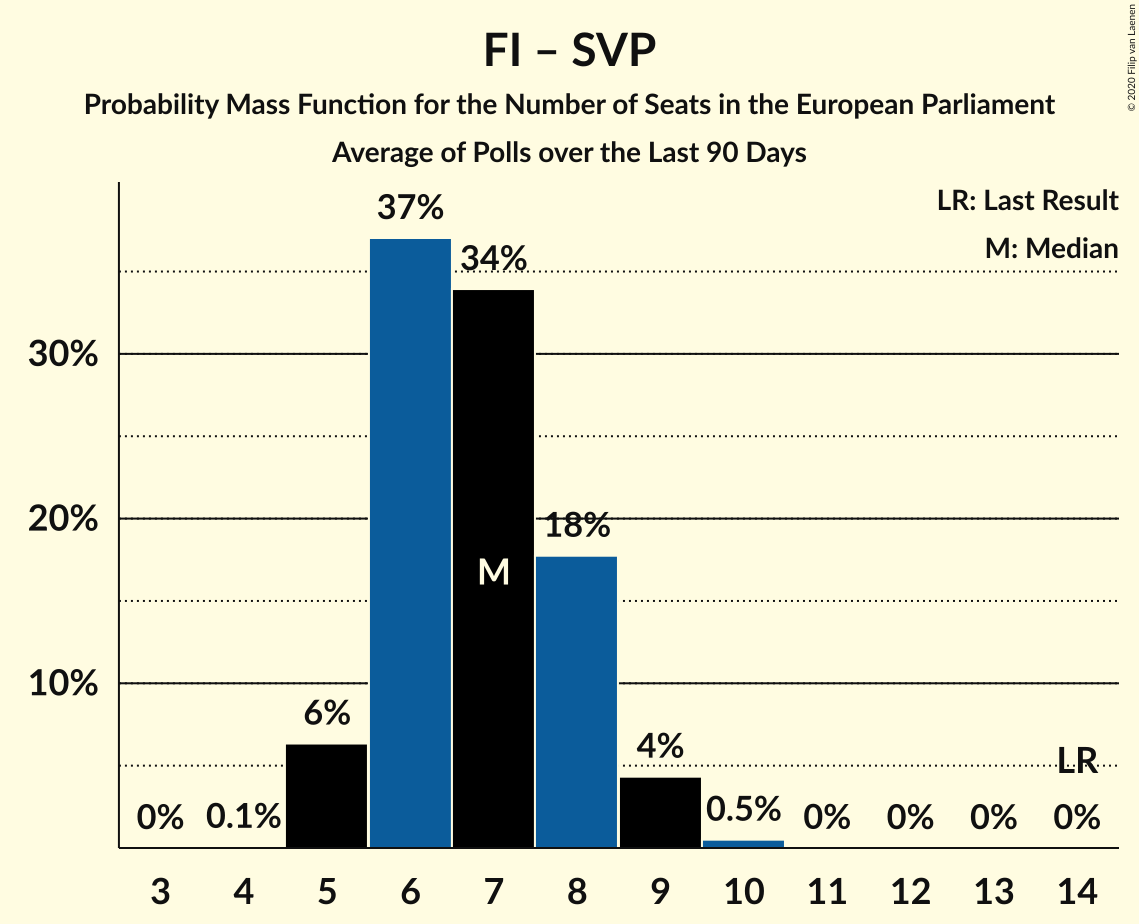 FI – SVP
Probability Mass Function for the Number of Seats in the European Parliament
Average of Polls over the Last 90 Days
© 2020 Filip van Laenen
LR: Last Result
M: Median
37%
34%
30%
20%
18%
M
10%
6%
4%
LR
0% 0.1% 0.5% 0% 0% 0% 0%
3 4 5 6 7 8 9 10 11 12 13 14